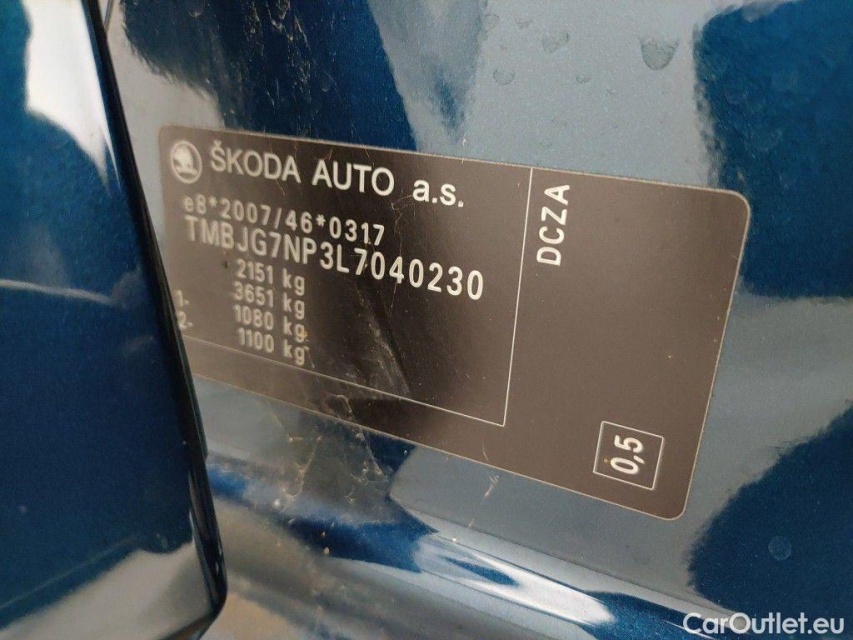 ŠKODA AUTO a.s.
e8*2007/46*0317
TMBJG7NP3L7040230
2151 kg
3651 kg
1- 1080 kg
2- 1100 kg
DCZA
0,5
CarOutlet.eu